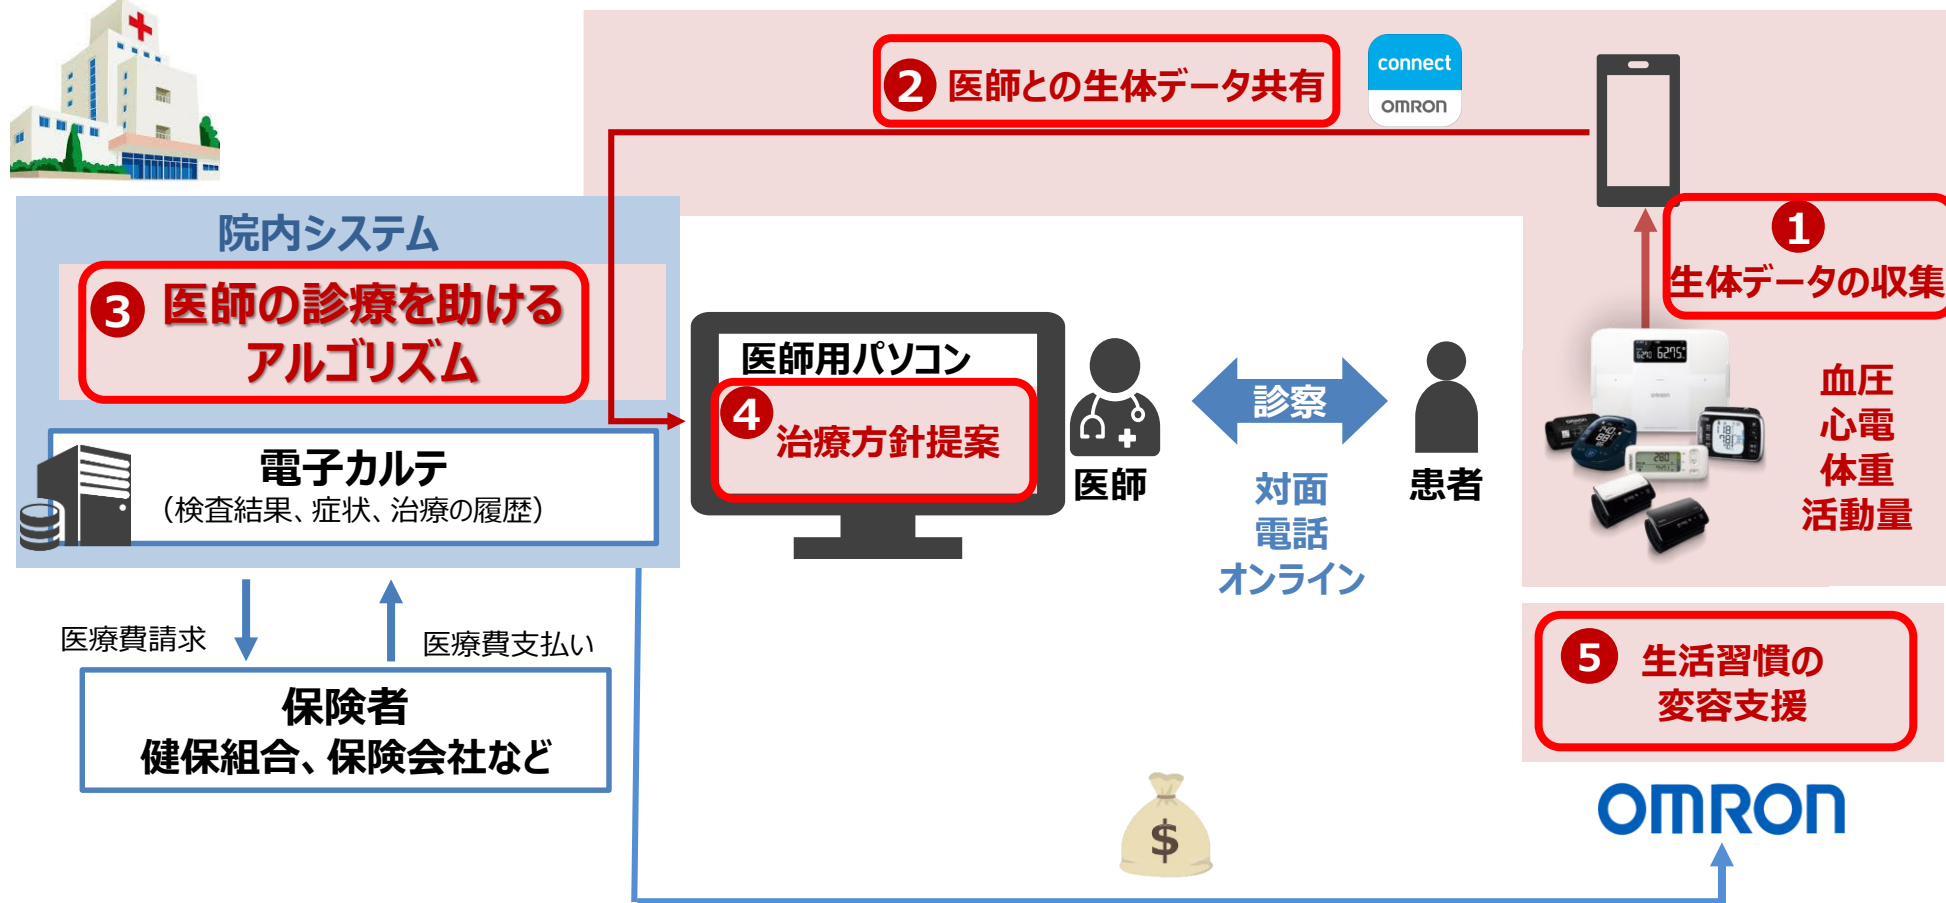 ❷ 医師との生体データ共有
connect
OMRON
❶
生体データの収集
院内システム
❸ 医師の診療を助ける
アルゴリズム
医師用パソコン
❹
治療方針提案
電子カルテ
（検査結果、症状、治療の履歴）
医師
診察
対面
電話
オンライン
患者
血圧
心電
体重
活動量
医療費請求
医療費支払い
保険者
健保組合、保険会社など
❺ 生活習慣の
変容支援
$
OMRON